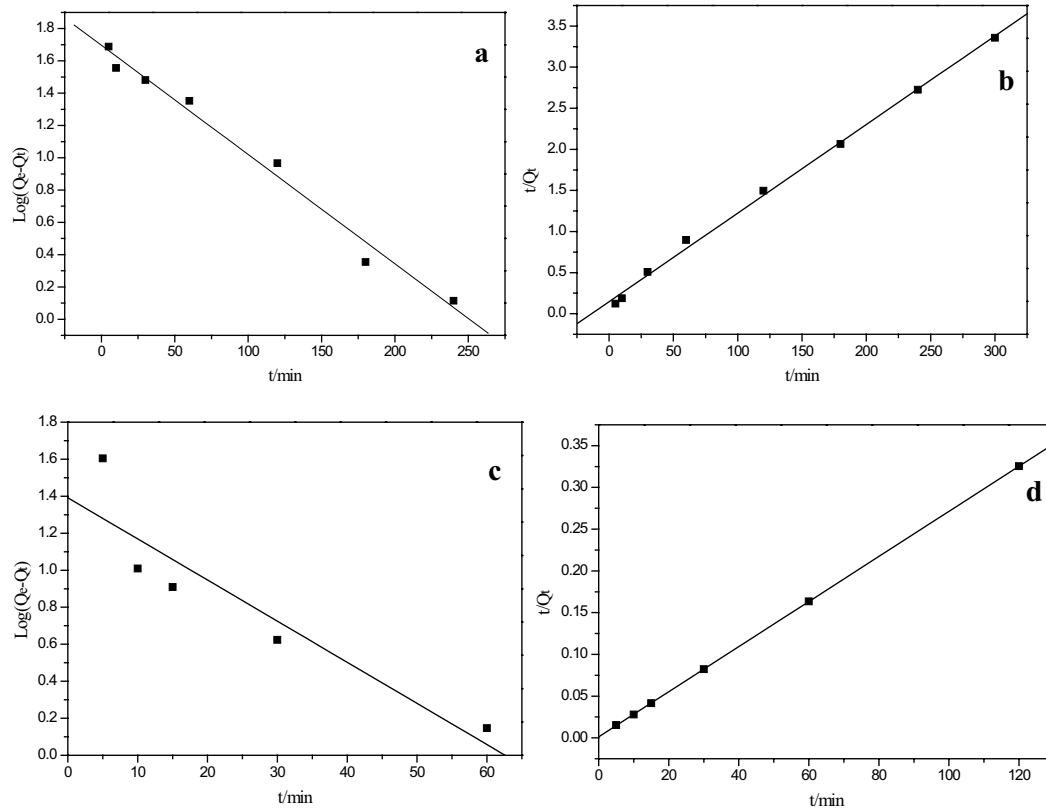 a
1.8
1.6
1.4
1.2
1.0
0.8
0.6
0.4
0.2
0.0
Log(Qe-Qt)
0 50 100 150 200 250
t/min
b
3.5
3.0
2.5
2.0
1.5
1.0
0.5
0.0
t/Qt
0 50 100 150 200 250 300
t/min
c
1.8
1.6
1.4
1.2
1.0
0.8
0.6
0.4
0.2
0.0
Log(Qe-Qt)
0 10 20 30 40 50 60
t/min
d
0.35
0.30
0.25
0.20
0.15
0.10
0.05
0.00
t/Qt
0 20 40 60 80 100 120
t/min